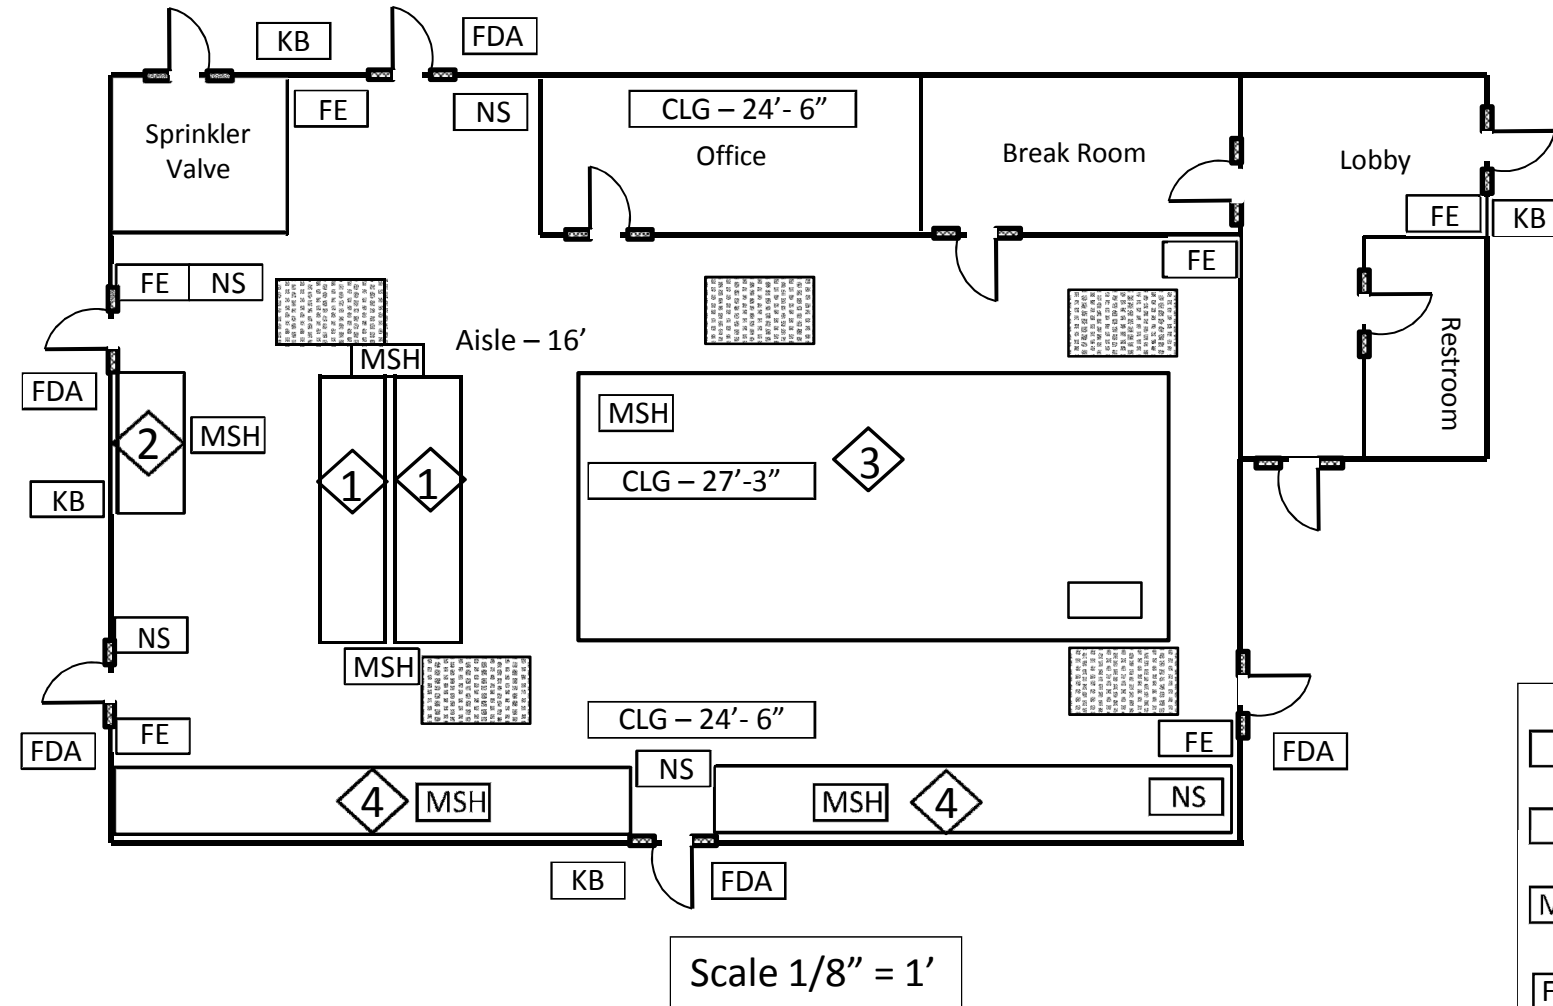 KB
FDA
FE
NS
CLG – 24’- 6”
Sprinkler
Valve
Office
Break Room
Lobby
FE
KB
FE
FE NS
Aisle – 16’
MSH
FDA
MSH
2
MSH
1
1
3
CLG – 27’-3”
KB
Restroom
NS
MSH
FE
FDA
CLG – 24’- 6”
NS
FE
FDA
4
MSH
MSH
4
NS
KB
FDA
Scale 1/8” = 1’